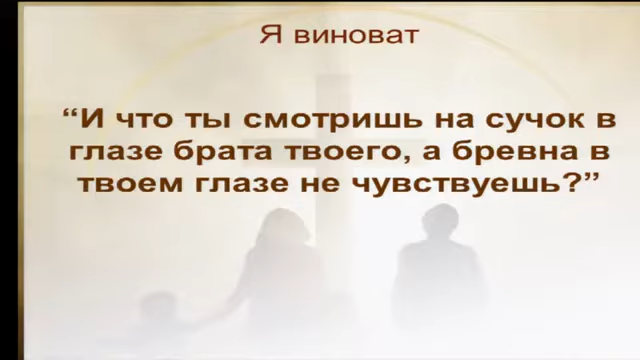 Я виноват
“И что ты смотришь на сучок в
глазе брата твоего, а бревна в
твоем глазе не чувствуешь?”